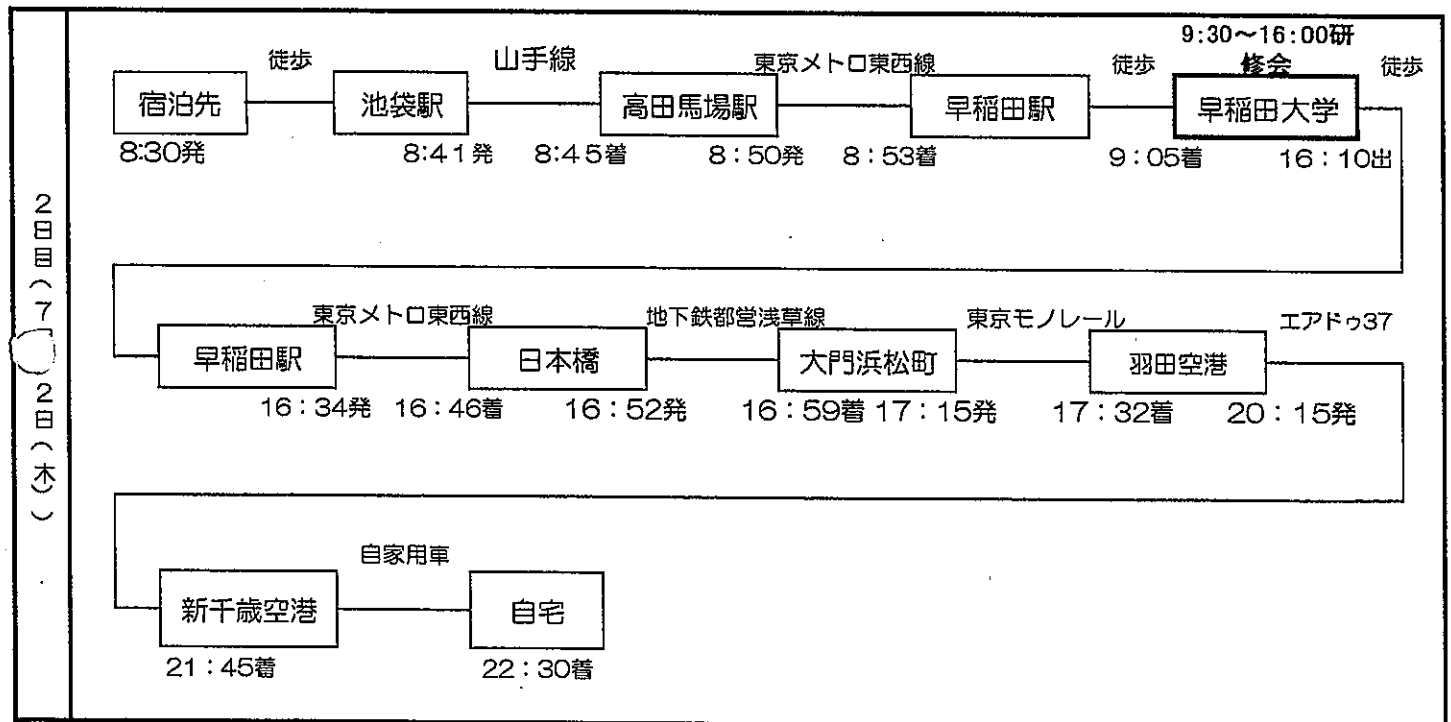 9:30～16:00研
徒歩 山手線 東京メトロ東西線 徒歩 修会 徒歩
宿泊先 池袋駅 高田馬場駅 早稲田駅 早稲田大学
8:30発 8:41発 8:45着 8：50発 8：53着 9：05着 16：10出
2日目（7 2日（木））
東京メトロ東西線 地下鉄都営浅草線 東京モノレール エアドゥ37
早稲田駅 日本橋 大門浜松町 羽田空港
16：34発 16：46着 16：52発 16：59着 17：15発 17：32着 20：15発
自家用車
新千歳空港 自宅
21：45着 22：30着